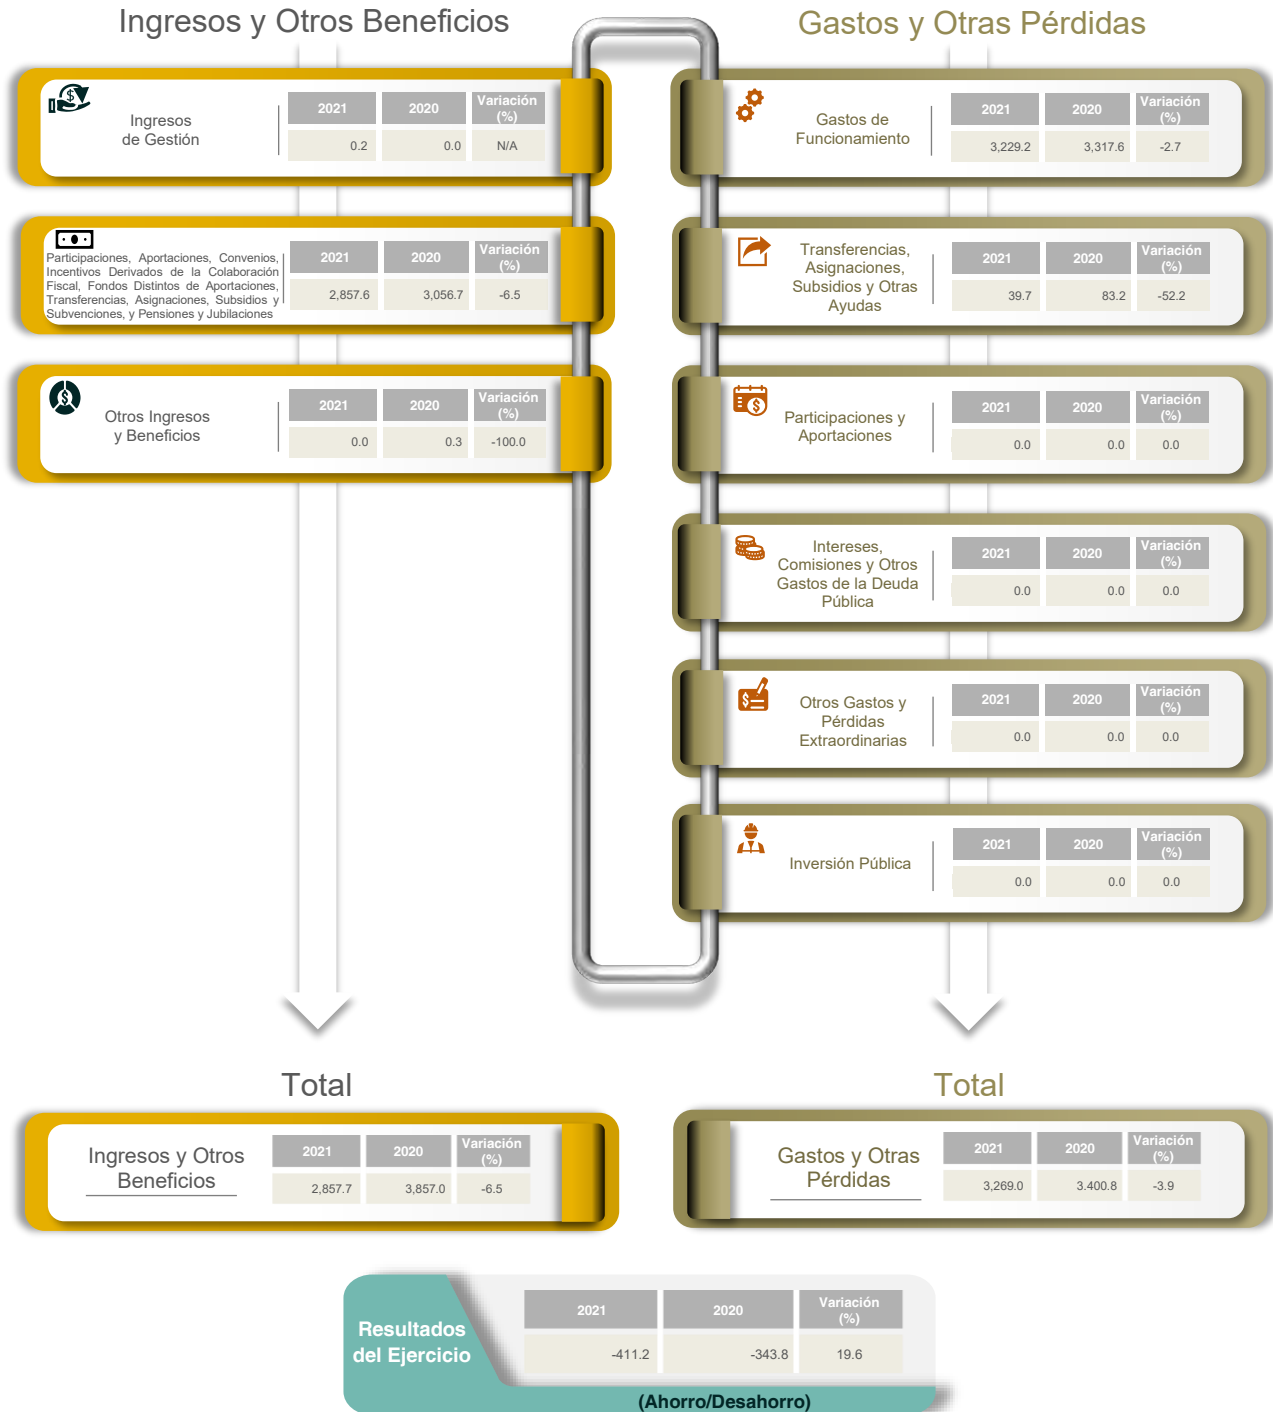 Ingresos y Otros Beneficios
Ingresos
de Gestión
2021 2020 Variación
(%)
0.2 0.0 N/A
Participaciones, Aportaciones, Convenios,
Incentivos Derivados de la Colaboración
Fiscal, Fondos Distintos de Aportaciones,
Transferencias, Asignaciones, Subsidios y
Subvenciones, y Pensiones y Jubilaciones
2021 2020 Variación
(%)
2,857.6 3,056.7 -6.5
Otros Ingresos
y Beneficios
2021 2020 Variación
(%)
0.0 0.3 -100.0
Gastos y Otras Pérdidas
Gastos de
Funcionamiento
2021 2020 Variación
(%)
3,229.2 3,317.6 -2.7
Transferencias,
Asignaciones,
Subsidios y Otras
Ayudas
2021 2020 Variación
(%)
39.7 83.2 -52.2
Participaciones y
Aportaciones
2021 2020 Variación
(%)
0.0 0.0 0.0
Intereses,
Comisiones y Otros
Gastos de la Deuda
Pública
2021 2020 Variación
(%)
0.0 0.0 0.0
Otros Gastos y
Pérdidas
Extraordinarias
2021 2020 Variación
(%)
0.0 0.0 0.0
Inversión Pública
2021 2020 Variación
(%)
0.0 0.0 0.0
Total
Ingresos y Otros
Beneficios
2021 2020 Variación
(%)
2,857.7 3,857.0 -6.5
Total
Gastos y Otras
Pérdidas
2021 2020 Variación
(%)
3,269.0 3.400.8 -3.9
Resultados
del Ejercicio
2021 2020 Variación
(%)
-411.2 -343.8 19.6
(Ahorro/Desahorro)